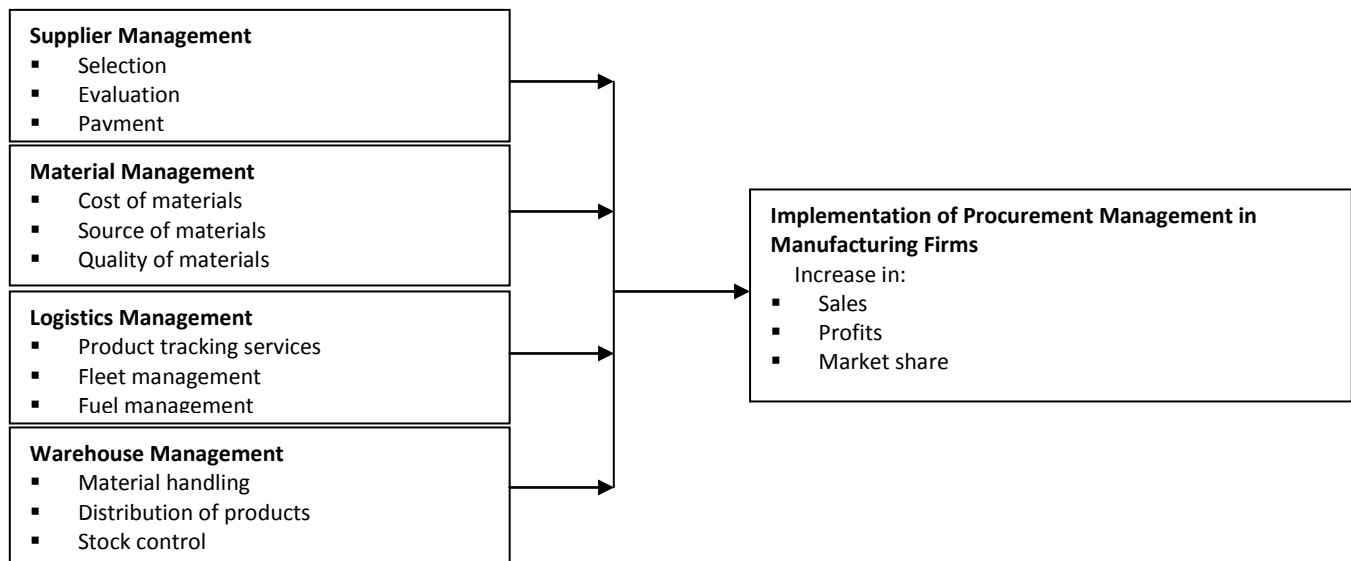 Supplier Management
▪ Selection
▪ Evaluation
▪ Payment
Material Management
▪ Cost of materials
▪ Source of materials
▪ Quality of materials
Logistics Management
▪ Product tracking services
▪ Fleet management
▪ Fuel management
Warehouse Management
▪ Material handling
▪ Distribution of products
▪ Stock control
Implementation of Procurement Management in
Manufacturing Firms
Increase in:
▪ Sales
▪ Profits
▪ Market share